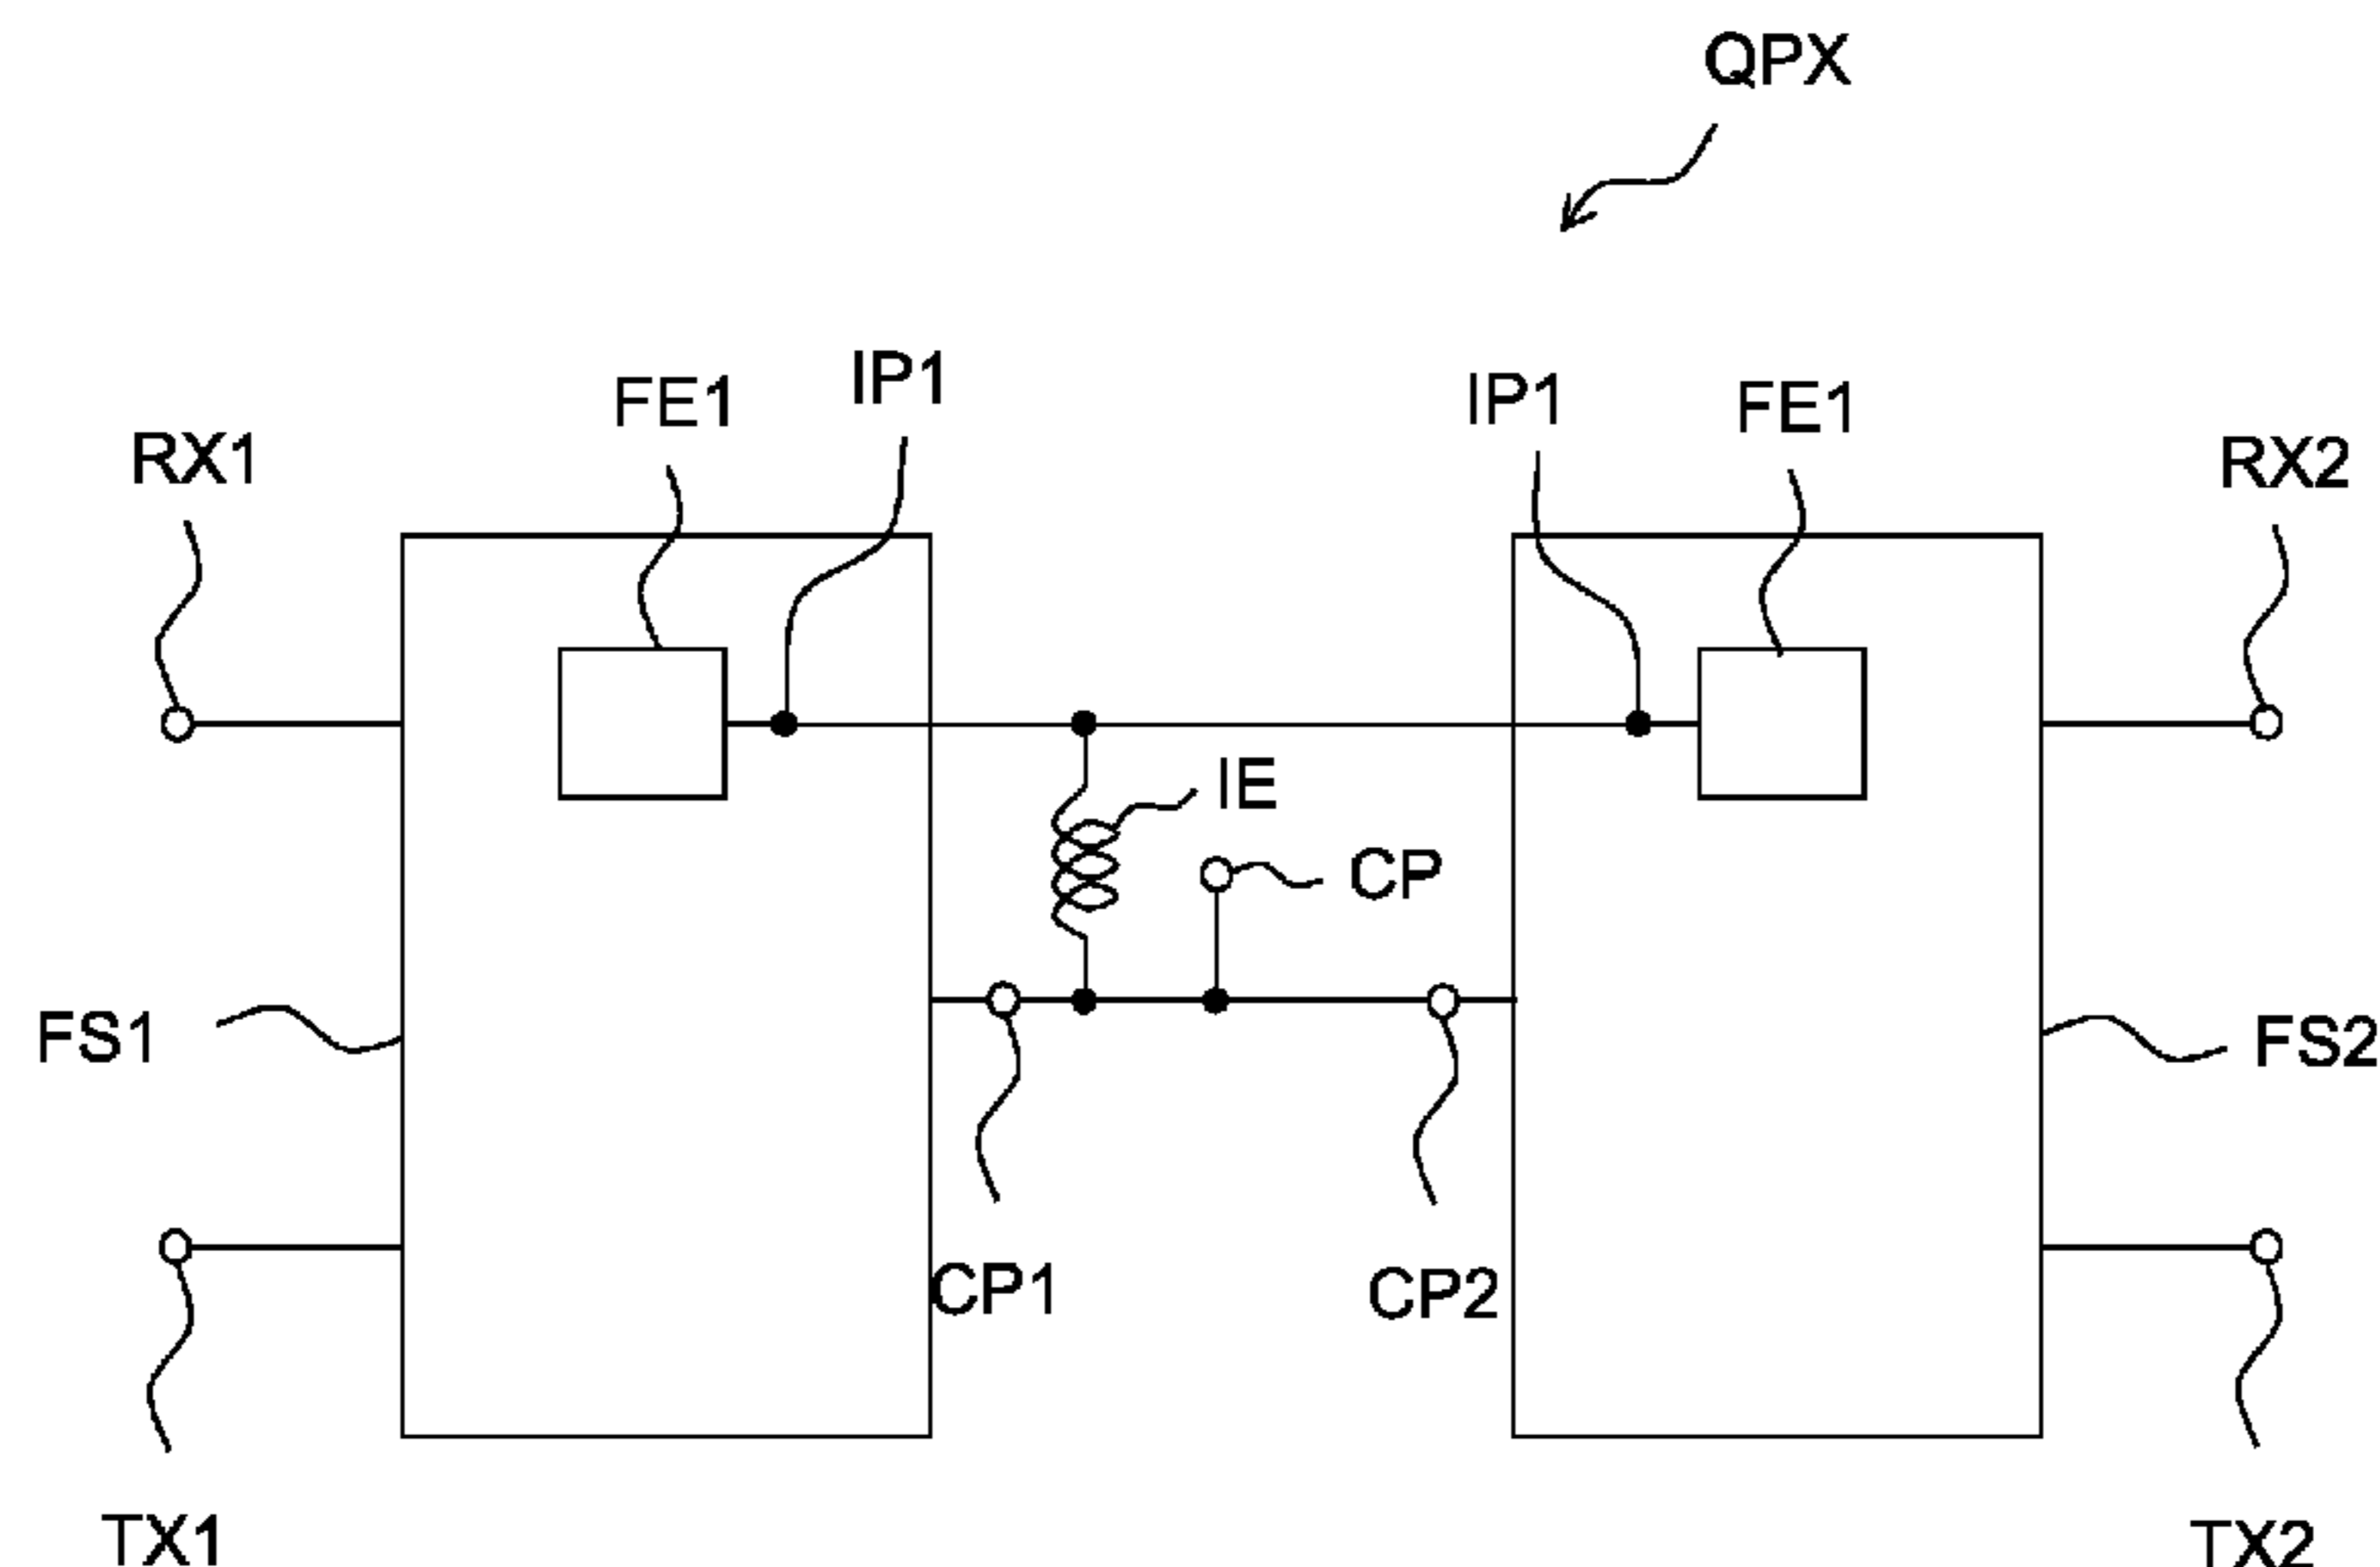 QPX
FE1
IP1
IP1
FE1
RX1
RX2
IE
CP
FS1
FS2
CP1
CP2
TX1
TX2